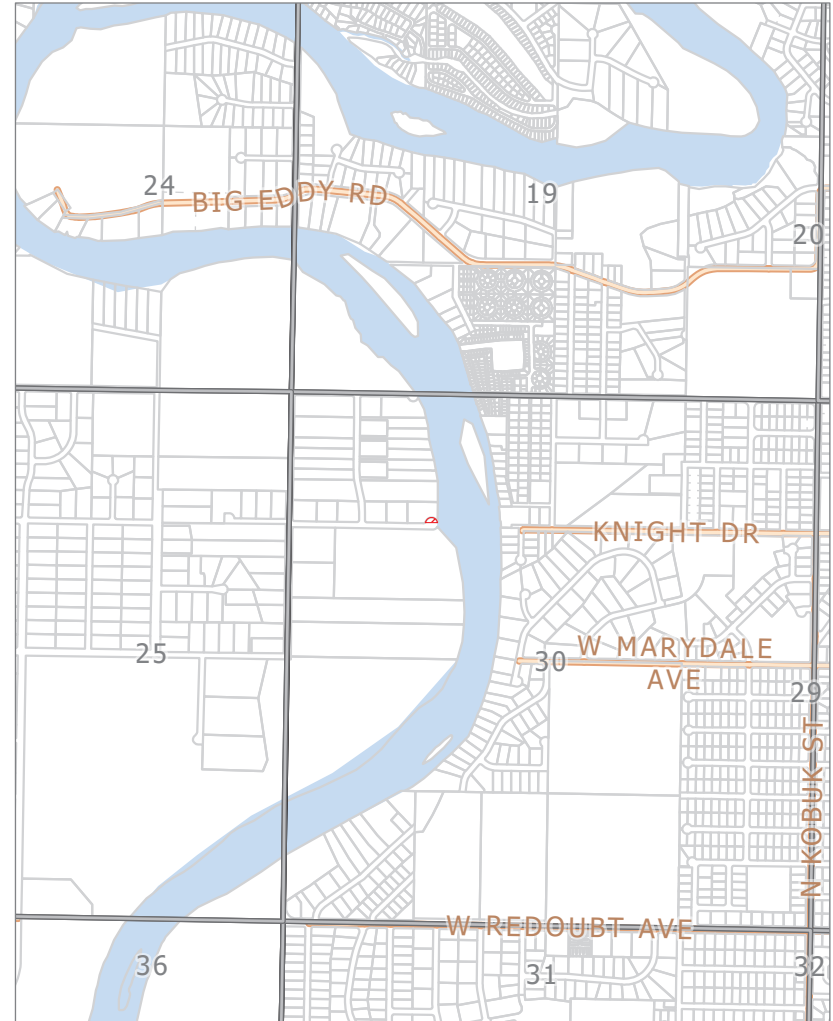 24
BIG EDDY RD
19
20
KNIGHT DR
25
30
W MARYDALE
AVE
29
N KOBUK ST
W REDOUBT AVE
36
31
32